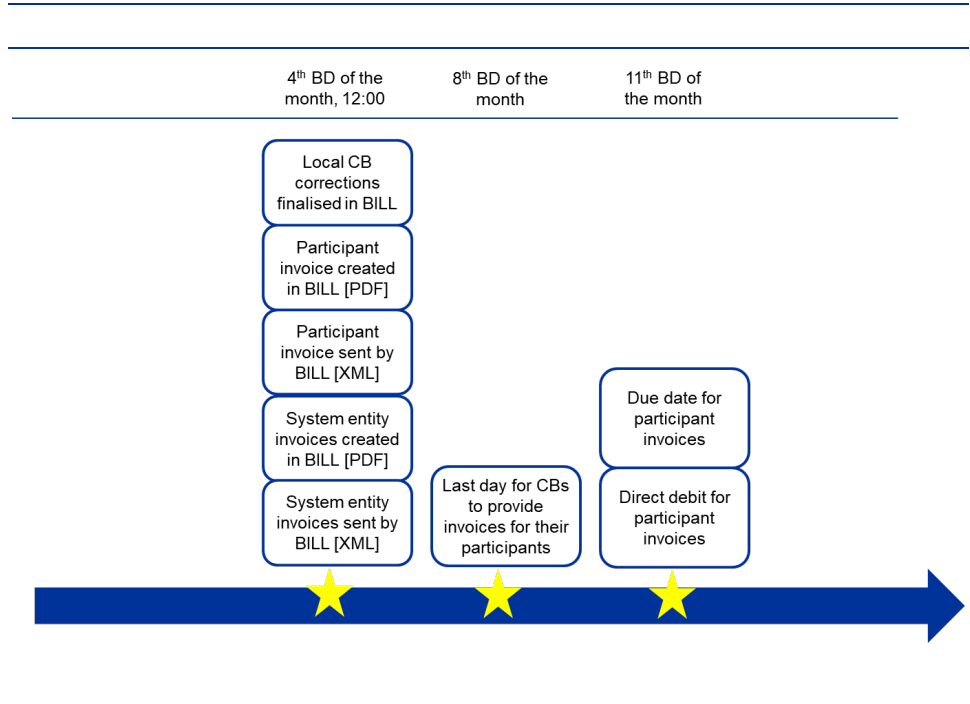 4th BD of the
month, 12:00
8th BD of the
month
11th BD of
the month
Local CB
corrections
finalised in BILL
Participant
invoice created
in BILL [PDF]
Participant
invoice sent by
BILL [XML]
System entity
invoices created
in BILL [PDF]
System entity
invoices sent by
BILL [XML]
Last day for CBs
to provide
invoices for their
participants
Due date for
participant
invoices
Direct debit for
participant
invoices